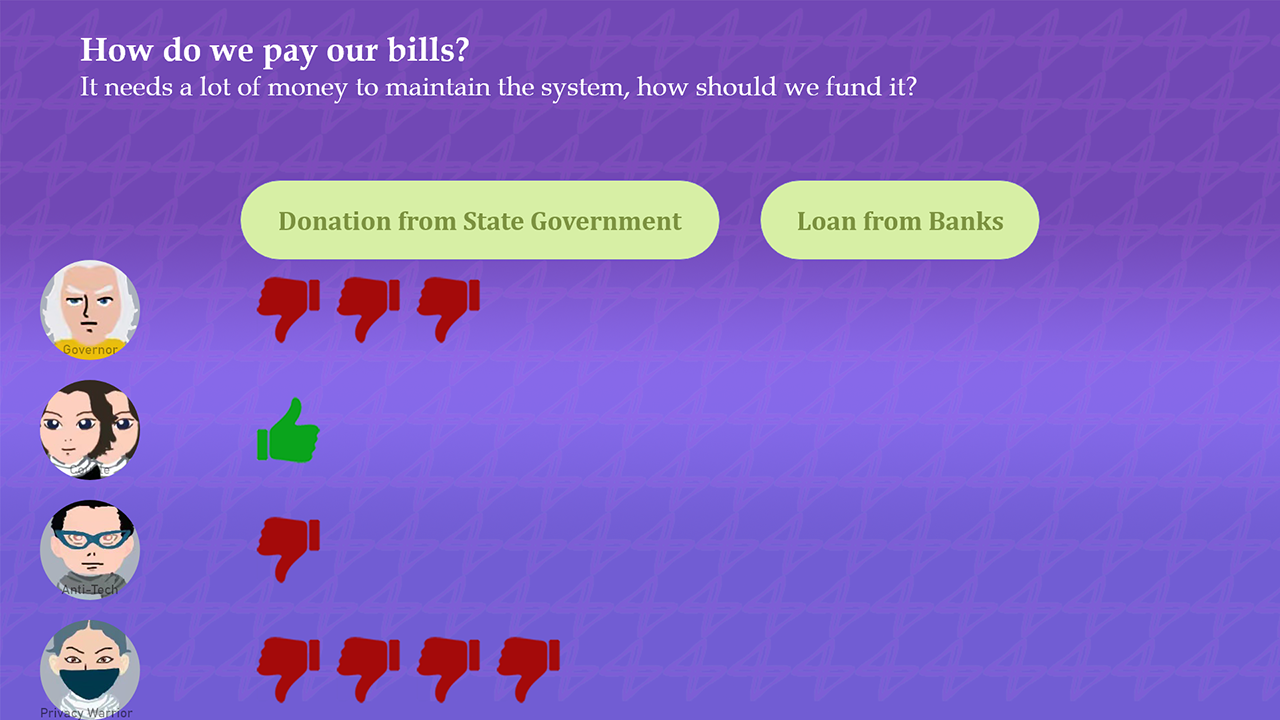 How do we pay our bills?
It needs a lot of money to maintain the system, how should we fund it?
Donation from State Government
Loan from Banks
Governor
Anti-Tech
Privacy Warrior